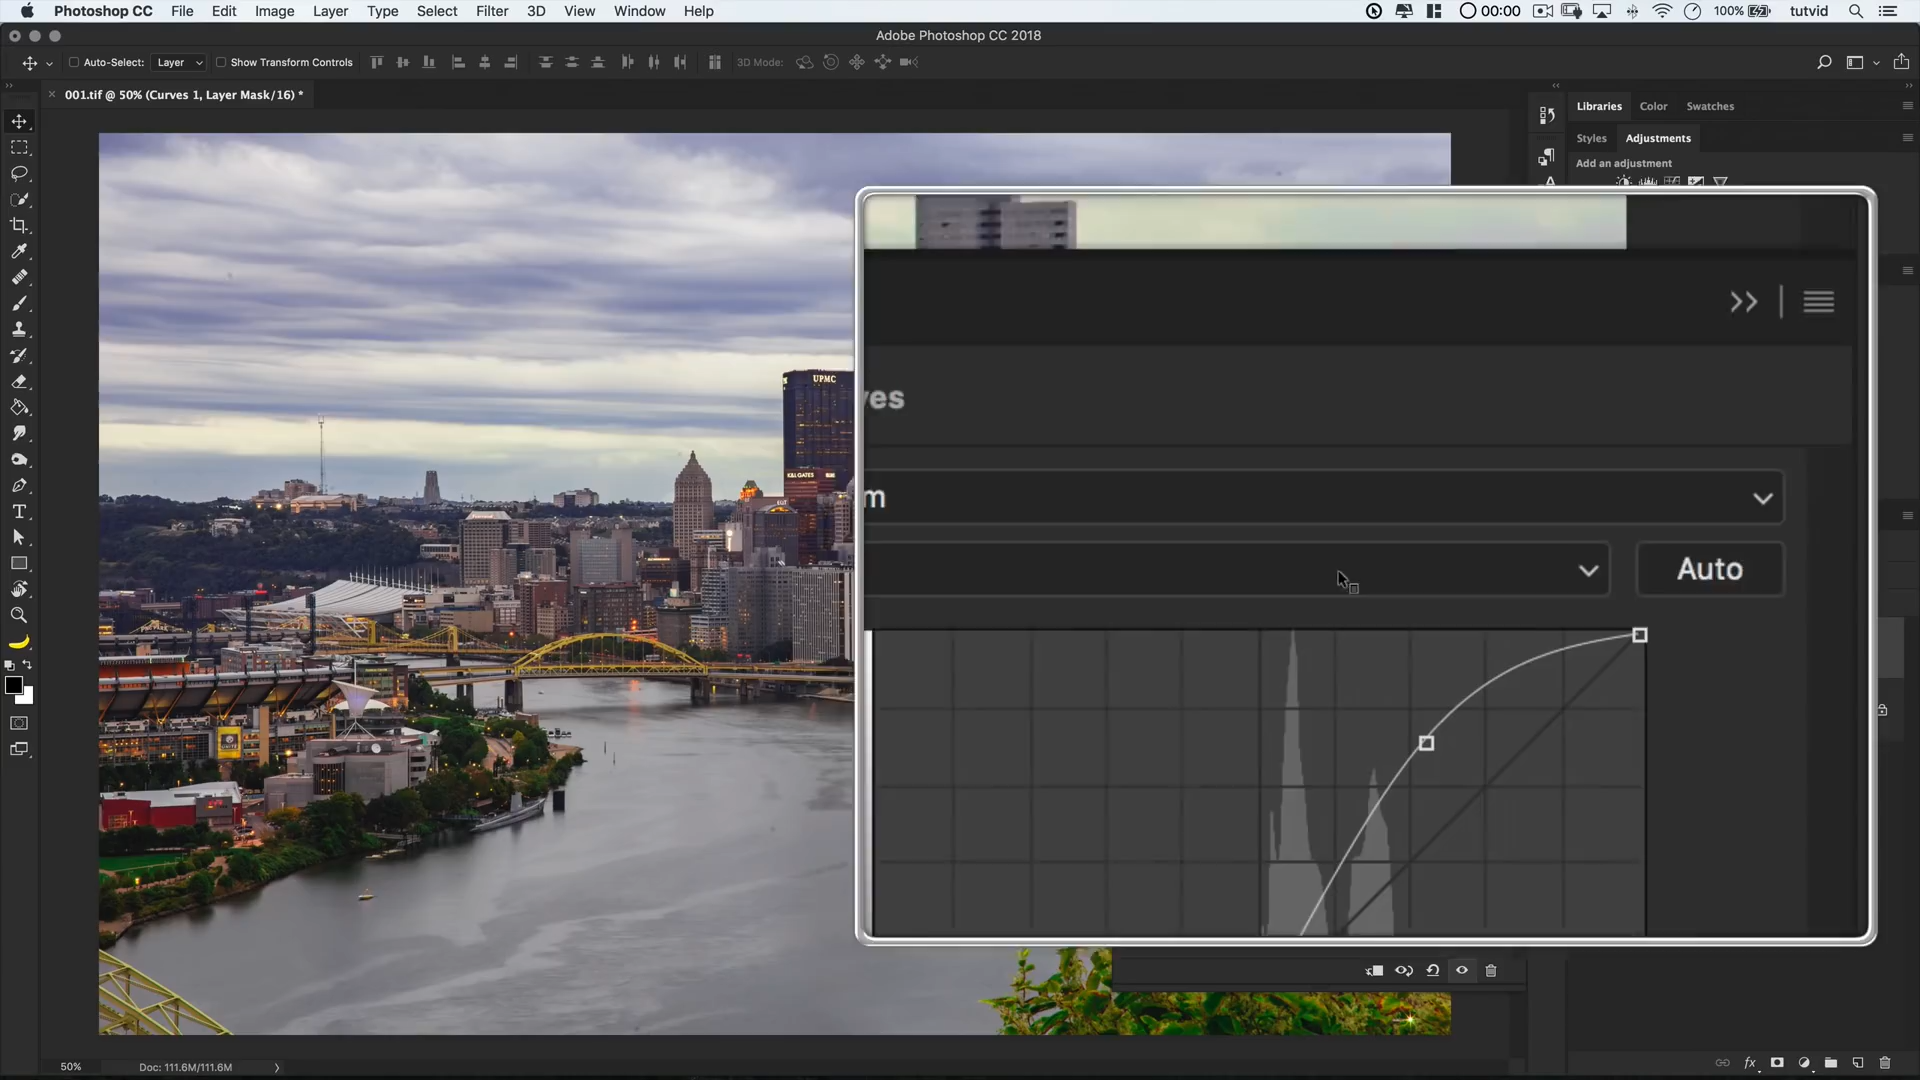 Photoshop CC File Edit Image Layer Type Select Filter 3D View Window Help 00:00 100% tutvid
Adobe Photoshop CC 2018
Auto-Select: Layer Show Transform Controls 3D Mode:
001.tif @ 50% (Curves 1, Layer Mask/16) *
Libraries Color Swatches
Styles Adjustments
Add an adjustment
ves
m
Auto
UPMC
K&L GATES
50% Doc: 111.6M/111.6M